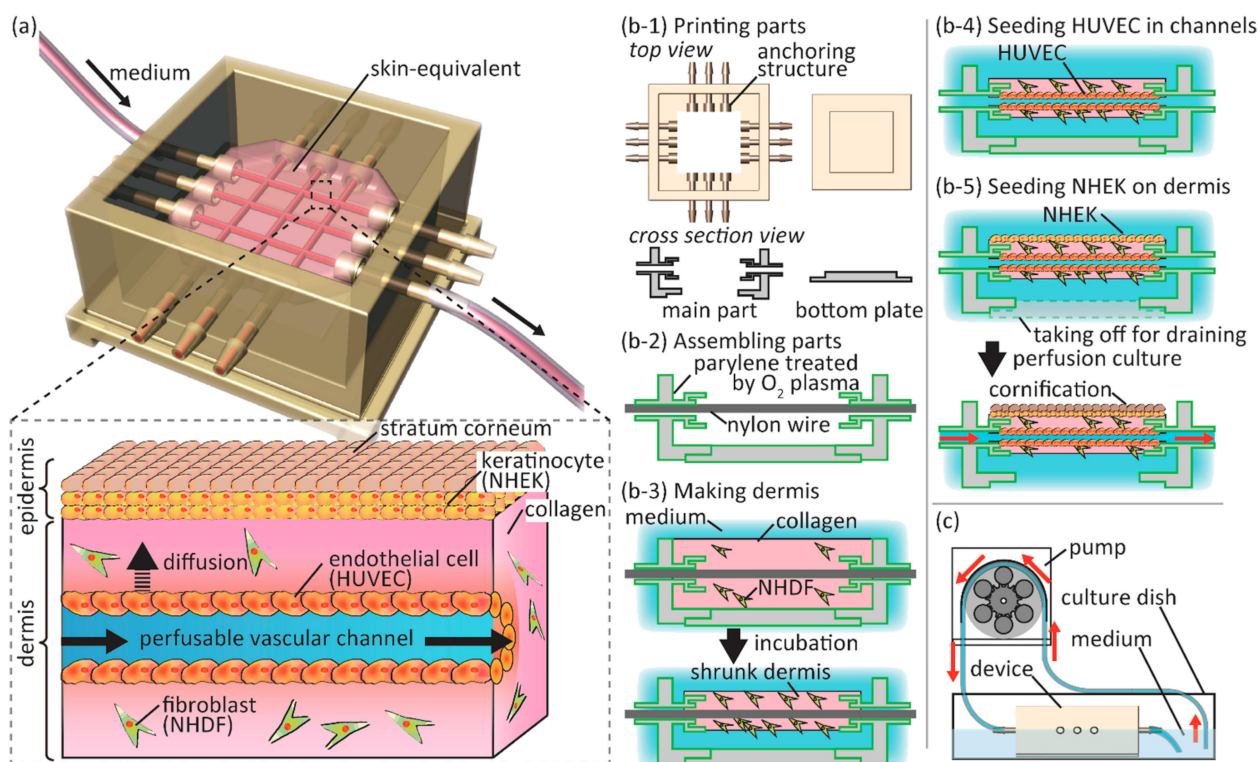 (a)
medium
skin-equivalent
stratum corneum
keratinocyte
(NHEK)
collagen
epidermis
diffusion
endothelial cell
(HUVEC)
perfusable vascular channel
dermis
fibroblast
(NHDF)
(b-1) Printing parts
top view
anchoring
structure
cross section view
main part
bottom plate
(b-2) Assembling parts
parylene treated
by O₂ plasma
nylon wire
(b-3) Making dermis
medium
collagen
NHDF
incubation
shrunk dermis
(b-4) Seeding HUVEC in channels
HUVEC
(b-5) Seeding NHEK on dermis
NHEK
taking off for draining
perfusion culture
cornification
(c)
pump
culture dish
medium
device